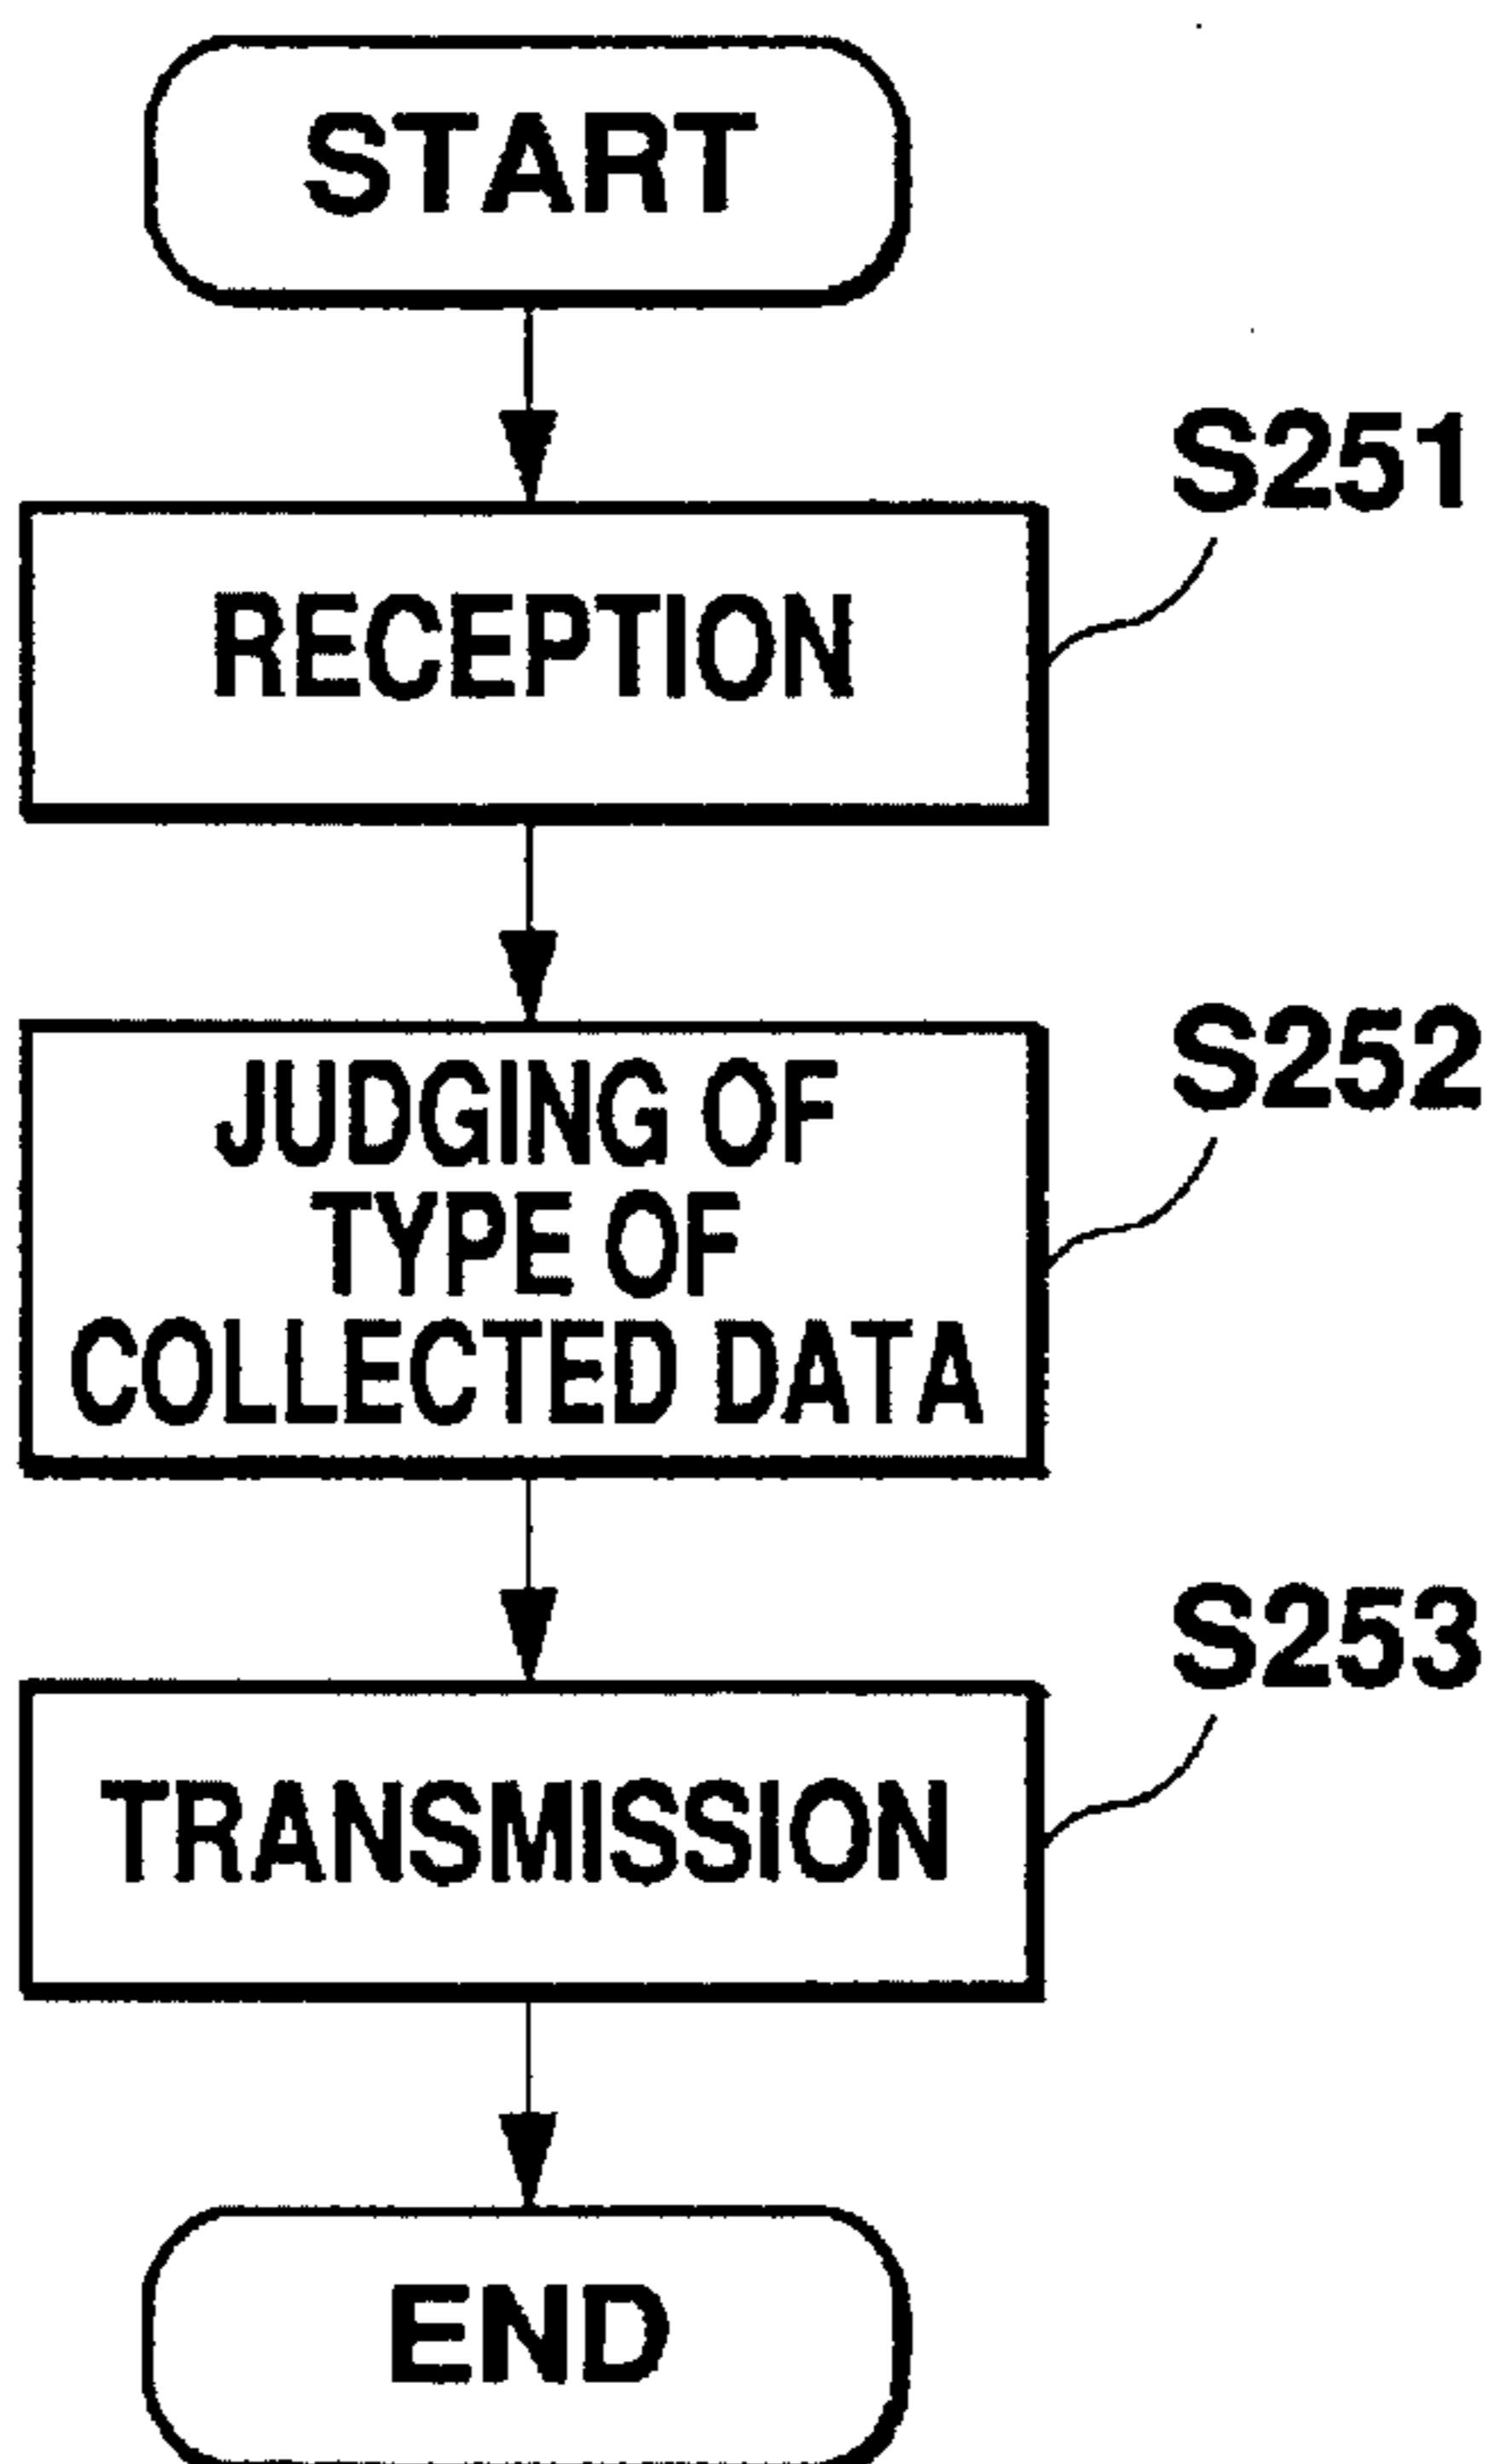 START
S251
RECEPTION
S252
JUDGING OF
TYPE OF
COLLECTED DATA
S253
TRANSMISSION
END